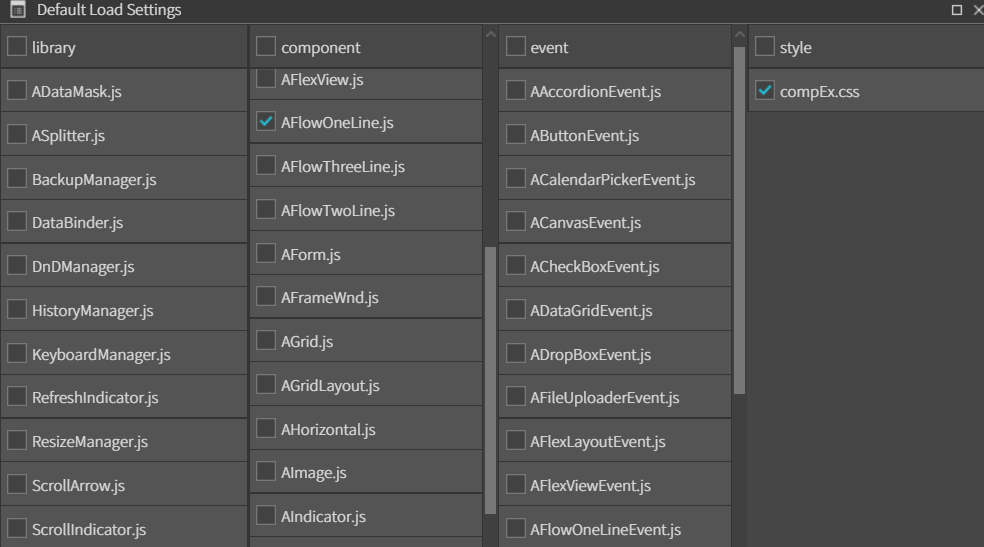 Default Load Settings
library
ADataMask.js
ASplitter.js
BackupManager.js
DataBinder.js
DnDManager.js
HistoryManager.js
KeyboardManager.js
RefreshIndicator.js
ResizeManager.js
ScrollArrow.js
ScrollIndicator.js
component
AFlexView.js
AFlowOneLine.js
AFlowThreeLine.js
AFlowTwoLine.js
AForm.js
AFrameWnd.js
AGrid.js
AGridLayout.js
AHorizontal.js
AImage.js
AIndicator.js
event
AAccordionEvent.js
AButtonEvent.js
ACalendarPickerEvent.js
ACanvasEvent.js
ACheckBoxEvent.js
ADataGridEvent.js
ADropBoxEvent.js
AFileUploaderEvent.js
AFlexLayoutEvent.js
AFlexViewEvent.js
AFlowOneLineEvent.js
style
compEx.css